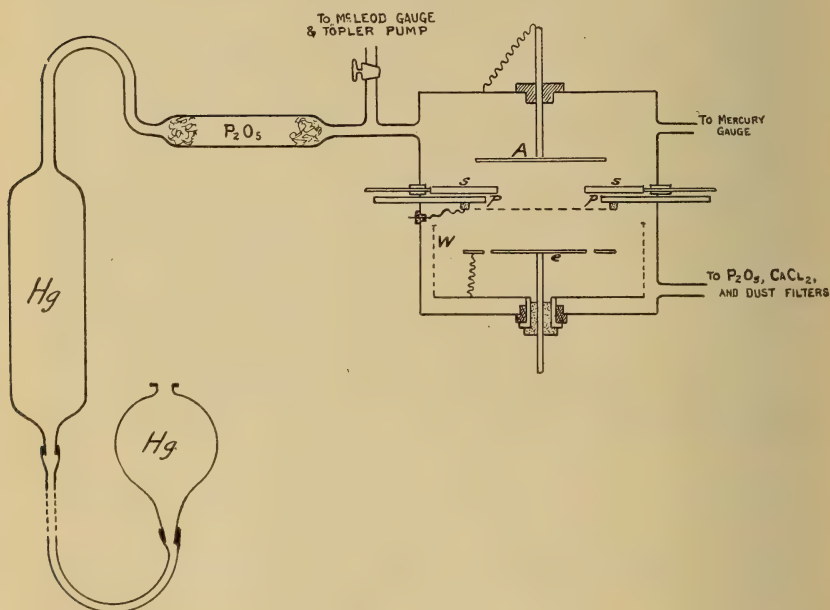 TO McLEOD GAUGE
& TÖPLER PUMP
P₂O₅
A
TO MERCURY
GAUGE
s
s
P
P
W
e
TO P₂O₅, CaCl₂,
AND DUST FILTERS
Hg
Hg